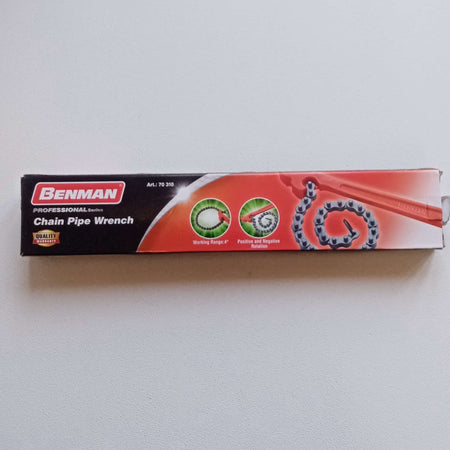 BENMAN
Art.: 70 310
PROFESSIONAL Series
Chain Pipe Wrench
QUALITY
Working Range:4"
Positive and Negative
Rotation